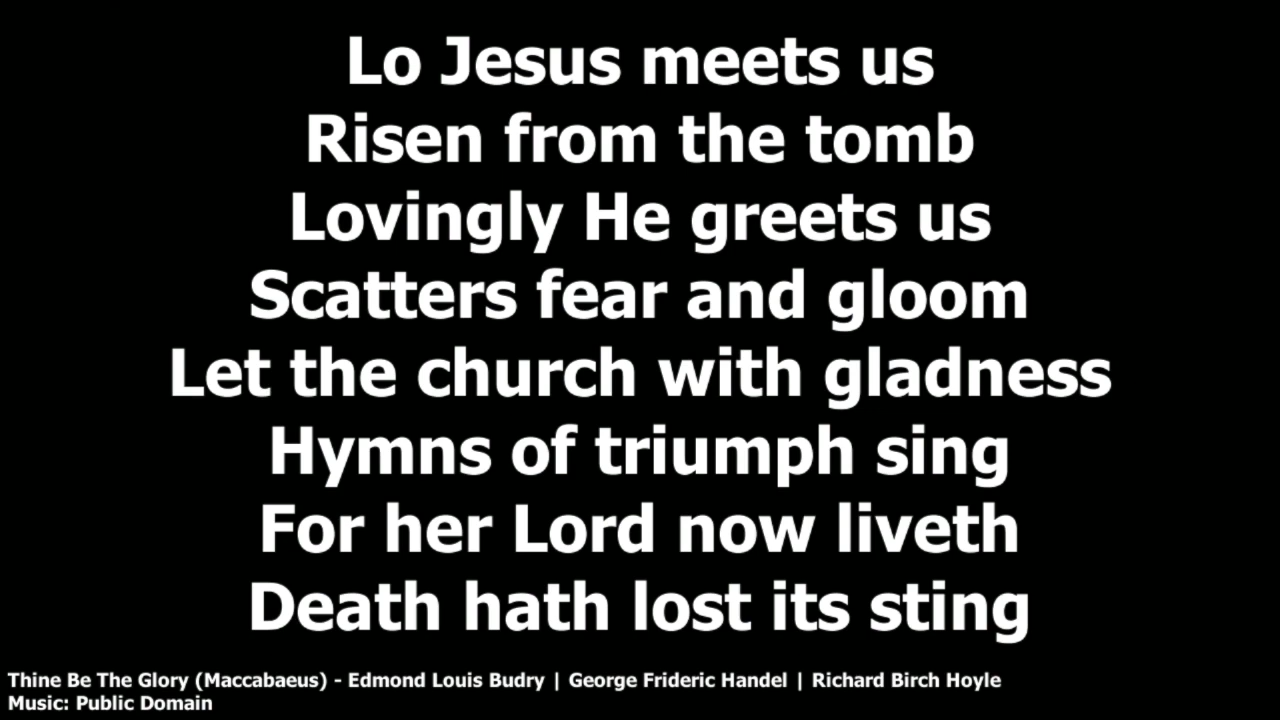 Lo Jesus meets us
Risen from the tomb
Lovingly He greets us
Scatters fear and gloom
Let the church with gladness
Hymns of triumph sing
For her Lord now liveth
Death hath lost its sting
Thine Be The Glory (Maccabaeus) - Edmond Louis Budry | George Frideric Handel | Richard Birch Hoyle
Music: Public Domain